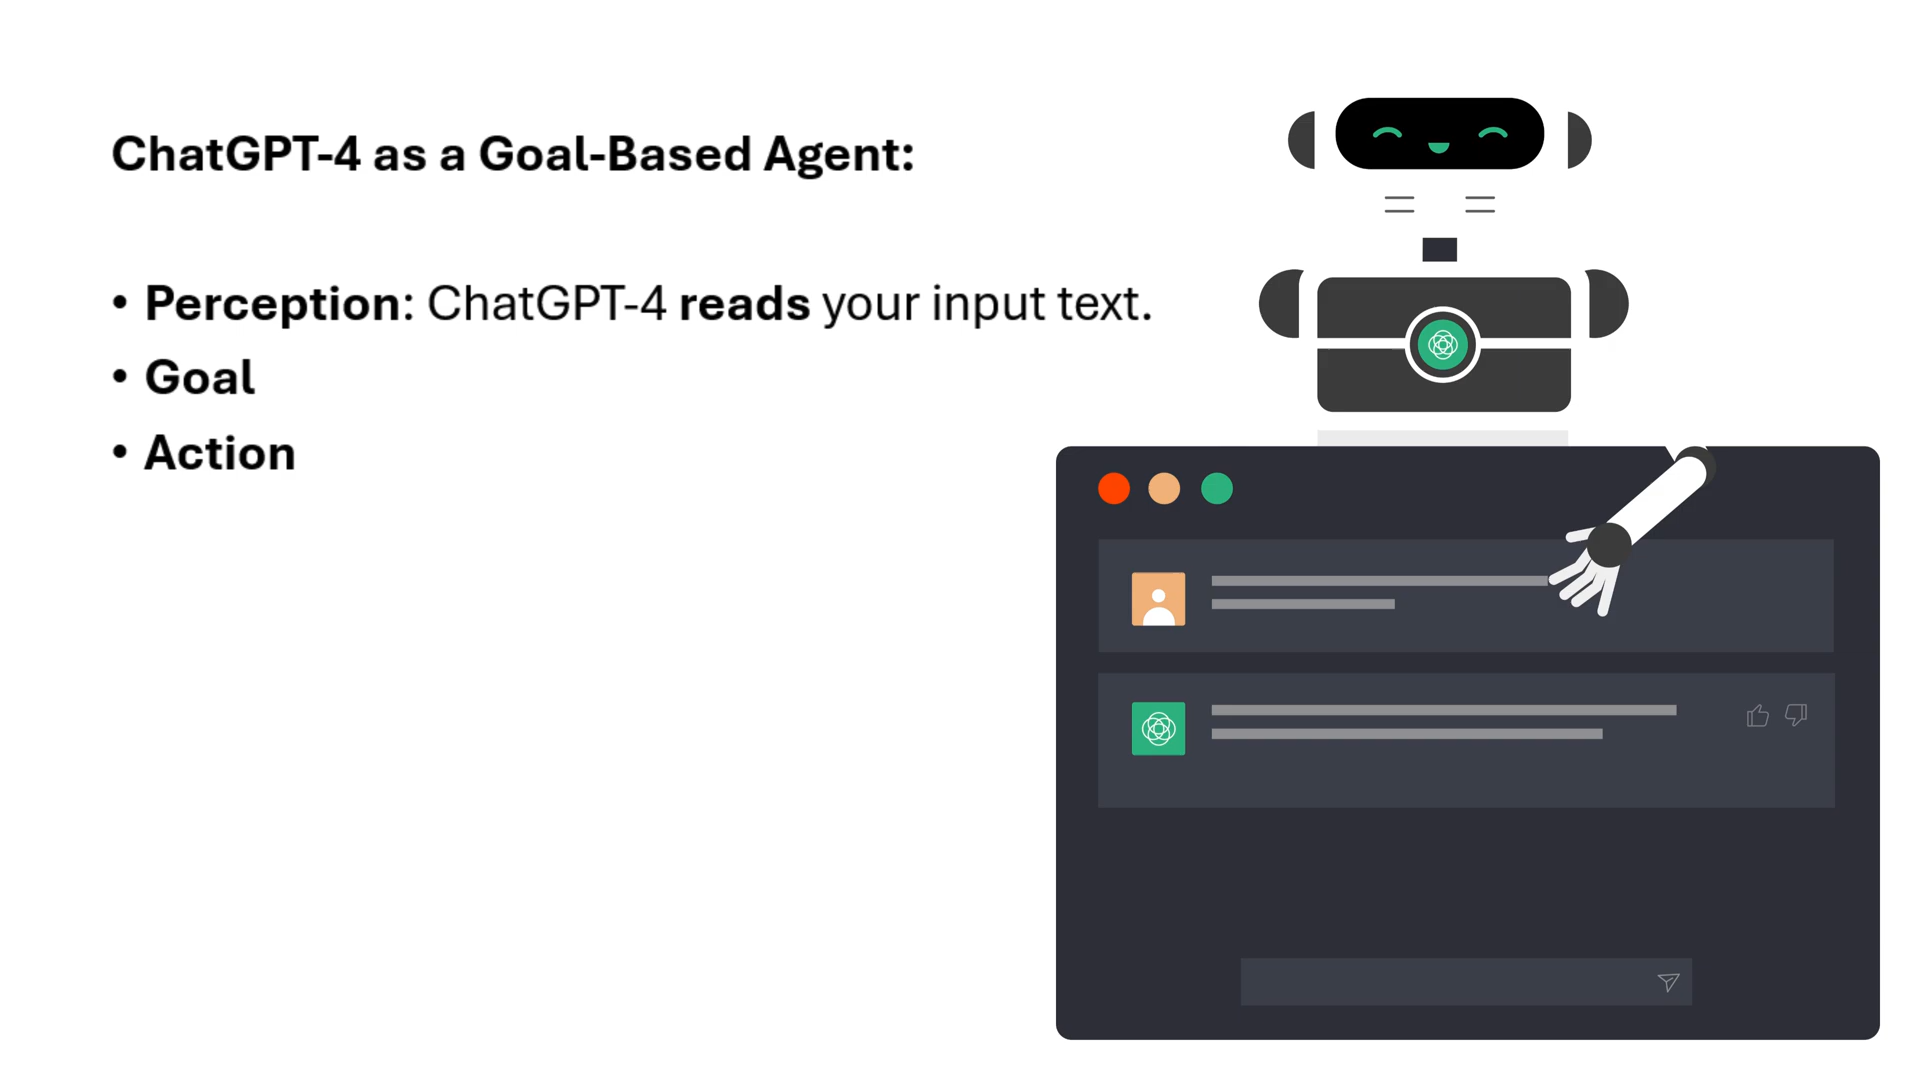 ChatGPT-4 as a Goal-Based Agent:
• Perception: ChatGPT-4 reads your input text.
• Goal
• Action